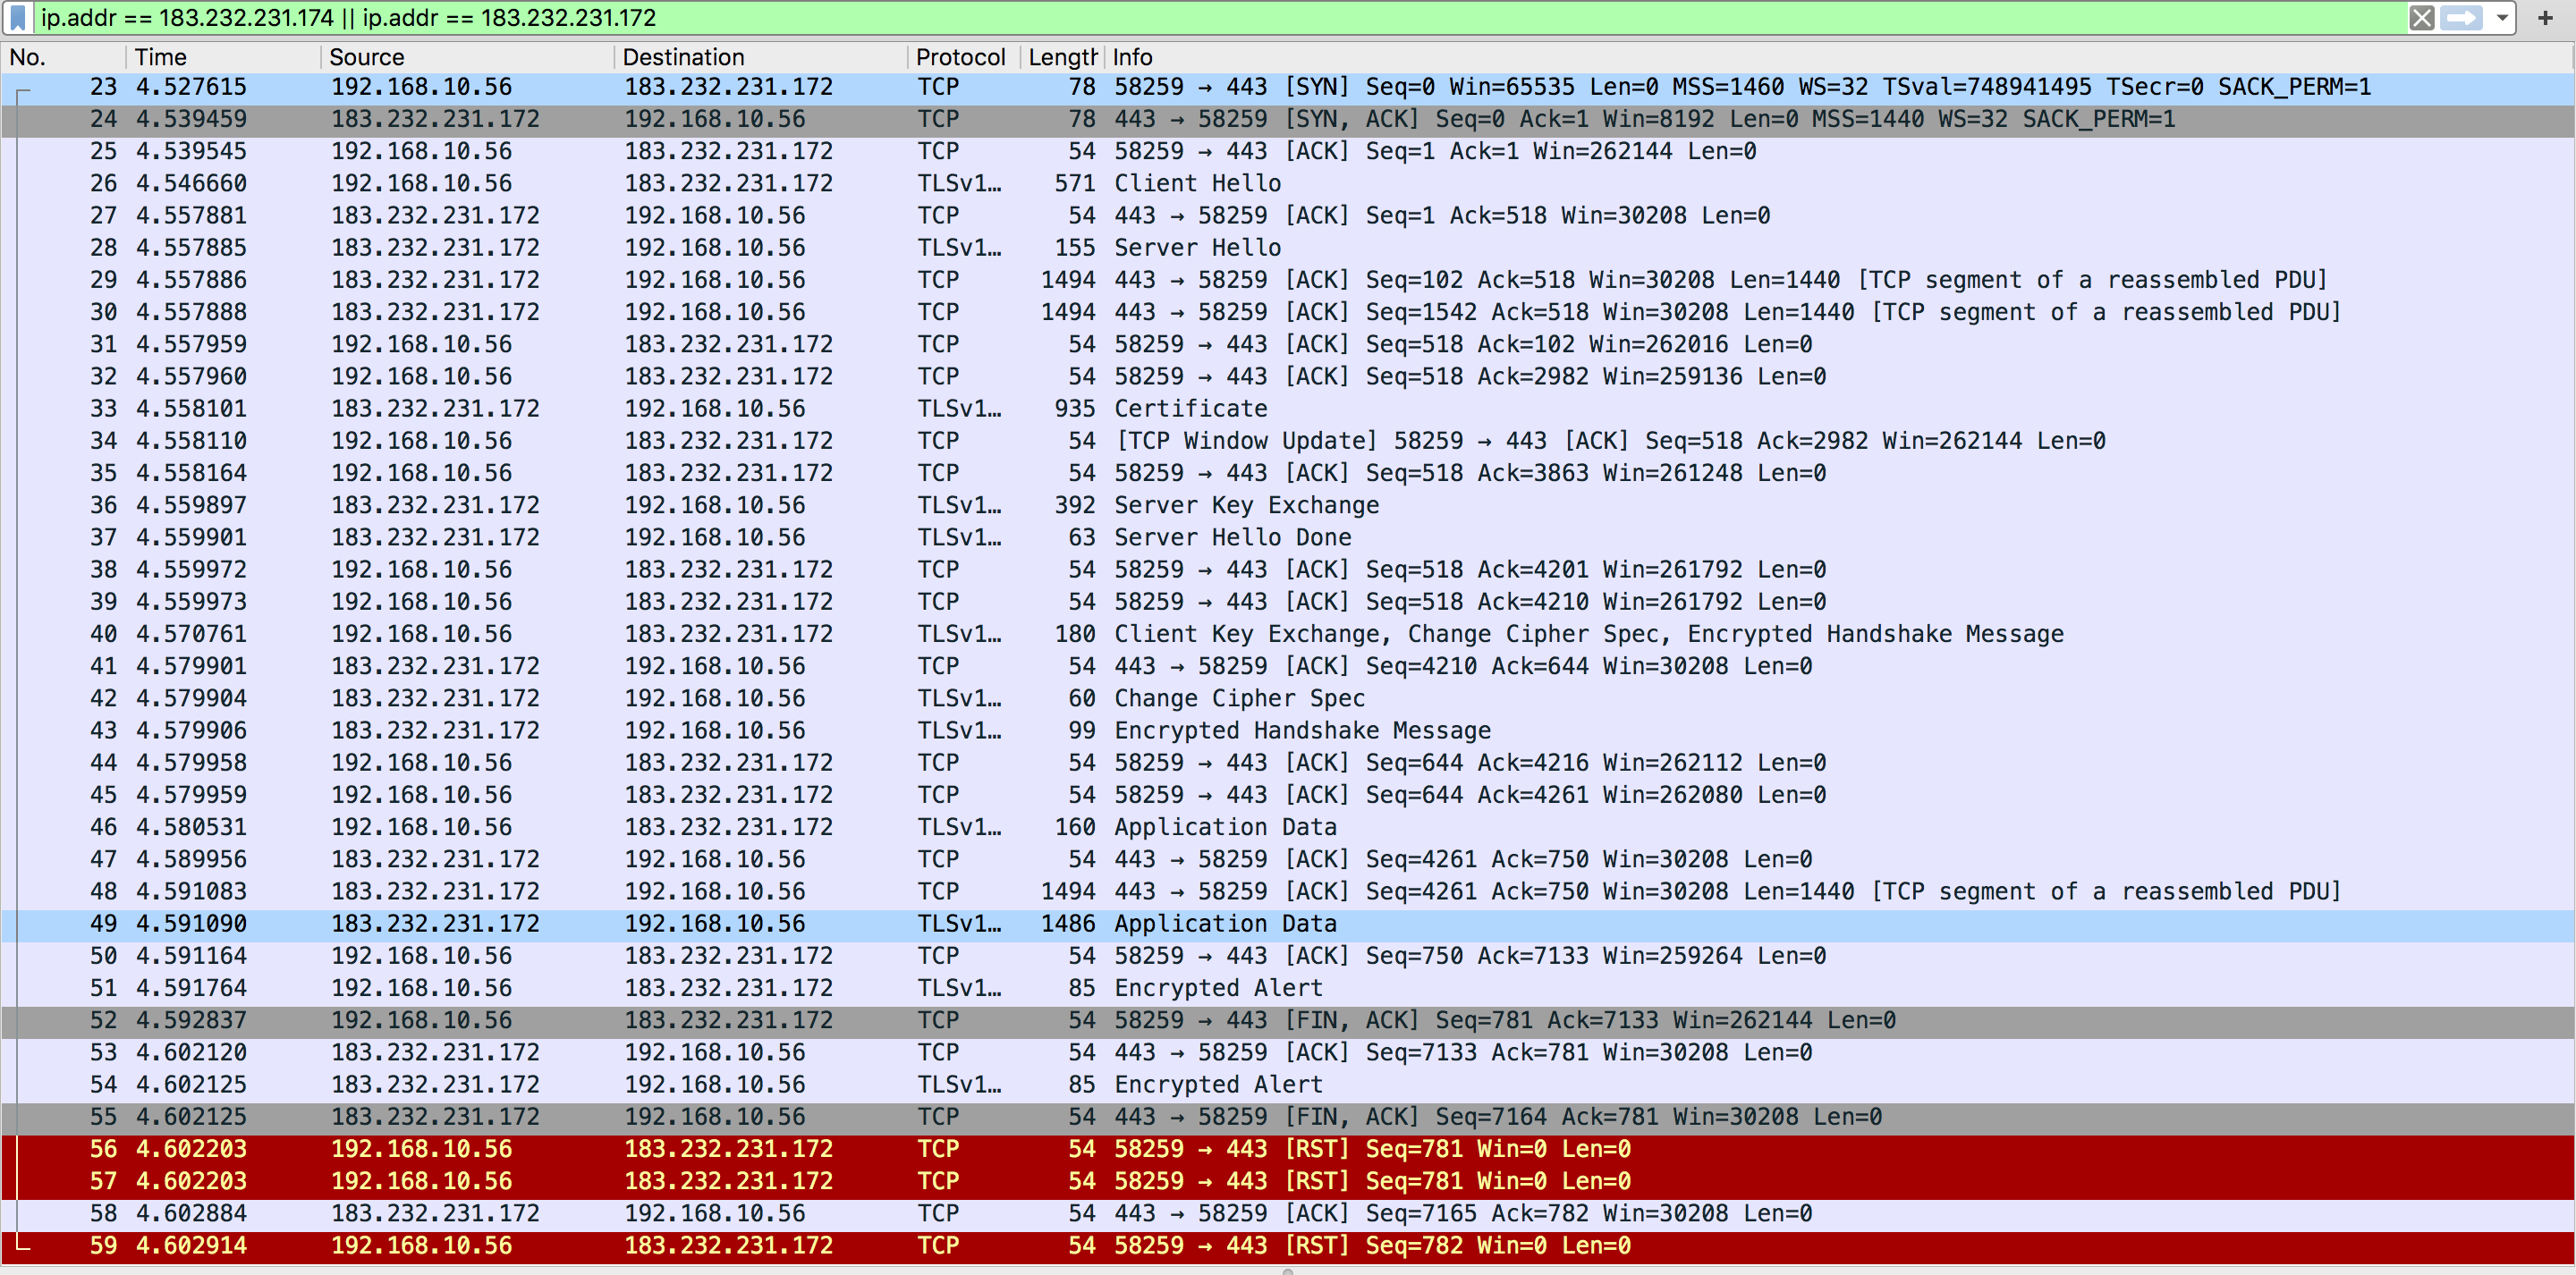 ip.addr == 183.232.231.174 || ip.addr == 183.232.231.172
No. Time Source Destination Protocol Length Info
23 4.527615 192.168.10.56 183.232.231.172 TCP 78 58259 → 443 [SYN] Seq=0 Win=65535 Len=0 MSS=1460 WS=32 TSval=748941495 TSecr=0 SACK_PERM=1
24 4.539459 183.232.231.172 192.168.10.56 TCP 78 443 → 58259 [SYN, ACK] Seq=0 Ack=1 Win=8192 Len=0 MSS=1440 WS=32 SACK_PERM=1
25 4.539545 192.168.10.56 183.232.231.172 TCP 54 58259 → 443 [ACK] Seq=1 Ack=1 Win=262144 Len=0
26 4.546660 192.168.10.56 183.232.231.172 TLSv1… 571 Client Hello
27 4.557881 183.232.231.172 192.168.10.56 TCP 54 443 → 58259 [ACK] Seq=1 Ack=518 Win=30208 Len=0
28 4.557885 183.232.231.172 192.168.10.56 TLSv1… 155 Server Hello
29 4.557886 183.232.231.172 192.168.10.56 TCP 1494 443 → 58259 [ACK] Seq=102 Ack=518 Win=30208 Len=1440 [TCP segment of a reassembled PDU]
30 4.557888 183.232.231.172 192.168.10.56 TCP 1494 443 → 58259 [ACK] Seq=1542 Ack=518 Win=30208 Len=1440 [TCP segment of a reassembled PDU]
31 4.557959 192.168.10.56 183.232.231.172 TCP 54 58259 → 443 [ACK] Seq=518 Ack=102 Win=262016 Len=0
32 4.557960 192.168.10.56 183.232.231.172 TCP 54 58259 → 443 [ACK] Seq=518 Ack=2982 Win=259136 Len=0
33 4.558101 183.232.231.172 192.168.10.56 TLSv1… 935 Certificate
34 4.558110 192.168.10.56 183.232.231.172 TCP 54 [TCP Window Update] 58259 → 443 [ACK] Seq=518 Ack=2982 Win=262144 Len=0
35 4.558164 192.168.10.56 183.232.231.172 TCP 54 58259 → 443 [ACK] Seq=518 Ack=3863 Win=261248 Len=0
36 4.559897 183.232.231.172 192.168.10.56 TLSv1… 392 Server Key Exchange
37 4.559901 183.232.231.172 192.168.10.56 TLSv1… 63 Server Hello Done
38 4.559972 192.168.10.56 183.232.231.172 TCP 54 58259 → 443 [ACK] Seq=518 Ack=4201 Win=261792 Len=0
39 4.559973 192.168.10.56 183.232.231.172 TCP 54 58259 → 443 [ACK] Seq=518 Ack=4210 Win=261792 Len=0
40 4.570761 192.168.10.56 183.232.231.172 TLSv1… 180 Client Key Exchange, Change Cipher Spec, Encrypted Handshake Message
41 4.579901 183.232.231.172 192.168.10.56 TCP 54 443 → 58259 [ACK] Seq=4210 Ack=644 Win=30208 Len=0
42 4.579904 183.232.231.172 192.168.10.56 TLSv1… 60 Change Cipher Spec
43 4.579906 183.232.231.172 192.168.10.56 TLSv1… 99 Encrypted Handshake Message
44 4.579958 192.168.10.56 183.232.231.172 TCP 54 58259 → 443 [ACK] Seq=644 Ack=4216 Win=262112 Len=0
45 4.579959 192.168.10.56 183.232.231.172 TCP 54 58259 → 443 [ACK] Seq=644 Ack=4261 Win=262080 Len=0
46 4.580531 192.168.10.56 183.232.231.172 TLSv1… 160 Application Data
47 4.589956 183.232.231.172 192.168.10.56 TCP 54 443 → 58259 [ACK] Seq=4261 Ack=750 Win=30208 Len=0
48 4.591083 183.232.231.172 192.168.10.56 TCP 1494 443 → 58259 [ACK] Seq=4261 Ack=750 Win=30208 Len=1440 [TCP segment of a reassembled PDU]
49 4.591090 183.232.231.172 192.168.10.56 TLSv1… 1486 Application Data
50 4.591164 192.168.10.56 183.232.231.172 TCP 54 58259 → 443 [ACK] Seq=750 Ack=7133 Win=259264 Len=0
51 4.591764 192.168.10.56 183.232.231.172 TLSv1… 85 Encrypted Alert
52 4.592837 192.168.10.56 183.232.231.172 TCP 54 58259 → 443 [FIN, ACK] Seq=781 Ack=7133 Win=262144 Len=0
53 4.602120 183.232.231.172 192.168.10.56 TCP 54 443 → 58259 [ACK] Seq=7133 Ack=781 Win=30208 Len=0
54 4.602125 183.232.231.172 192.168.10.56 TLSv1… 85 Encrypted Alert
55 4.602125 183.232.231.172 192.168.10.56 TCP 54 443 → 58259 [FIN, ACK] Seq=7164 Ack=781 Win=30208 Len=0
56 4.602203 192.168.10.56 183.232.231.172 TCP 54 58259 → 443 [RST] Seq=781 Win=0 Len=0
57 4.602203 192.168.10.56 183.232.231.172 TCP 54 58259 → 443 [RST] Seq=781 Win=0 Len=0
58 4.602884 183.232.231.172 192.168.10.56 TCP 54 443 → 58259 [ACK] Seq=7165 Ack=782 Win=30208 Len=0
59 4.602914 192.168.10.56 183.232.231.172 TCP 54 58259 → 443 [RST] Seq=782 Win=0 Len=0